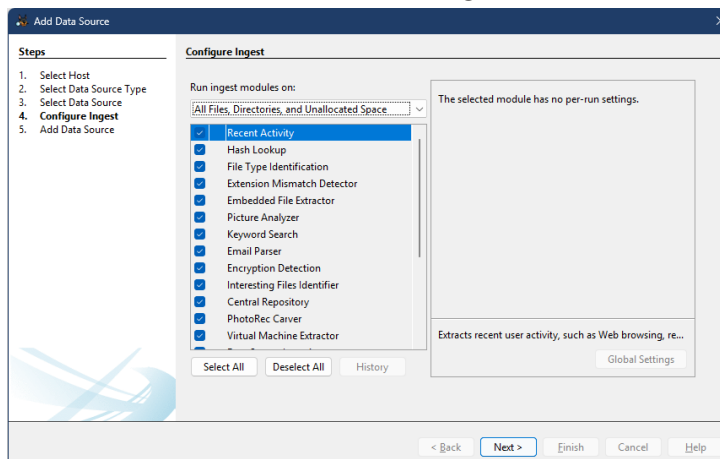 Add Data Source
Steps
1. Select Host
2. Select Data Source Type
3. Select Data Source
4. Configure Ingest
5. Add Data Source
Configure Ingest
Run ingest modules on:
All Files, Directories, and Unallocated Space
Recent Activity
Hash Lookup
File Type Identification
Extension Mismatch Detector
Embedded File Extractor
Picture Analyzer
Keyword Search
Email Parser
Encryption Detection
Interesting Files Identifier
Central Repository
PhotoRec Carver
Virtual Machine Extractor
Select All Deselect All History
The selected module has no per-run settings.
Extracts recent user activity, such as Web browsing, re...
Global Settings
< Back Next > Finish Cancel Help